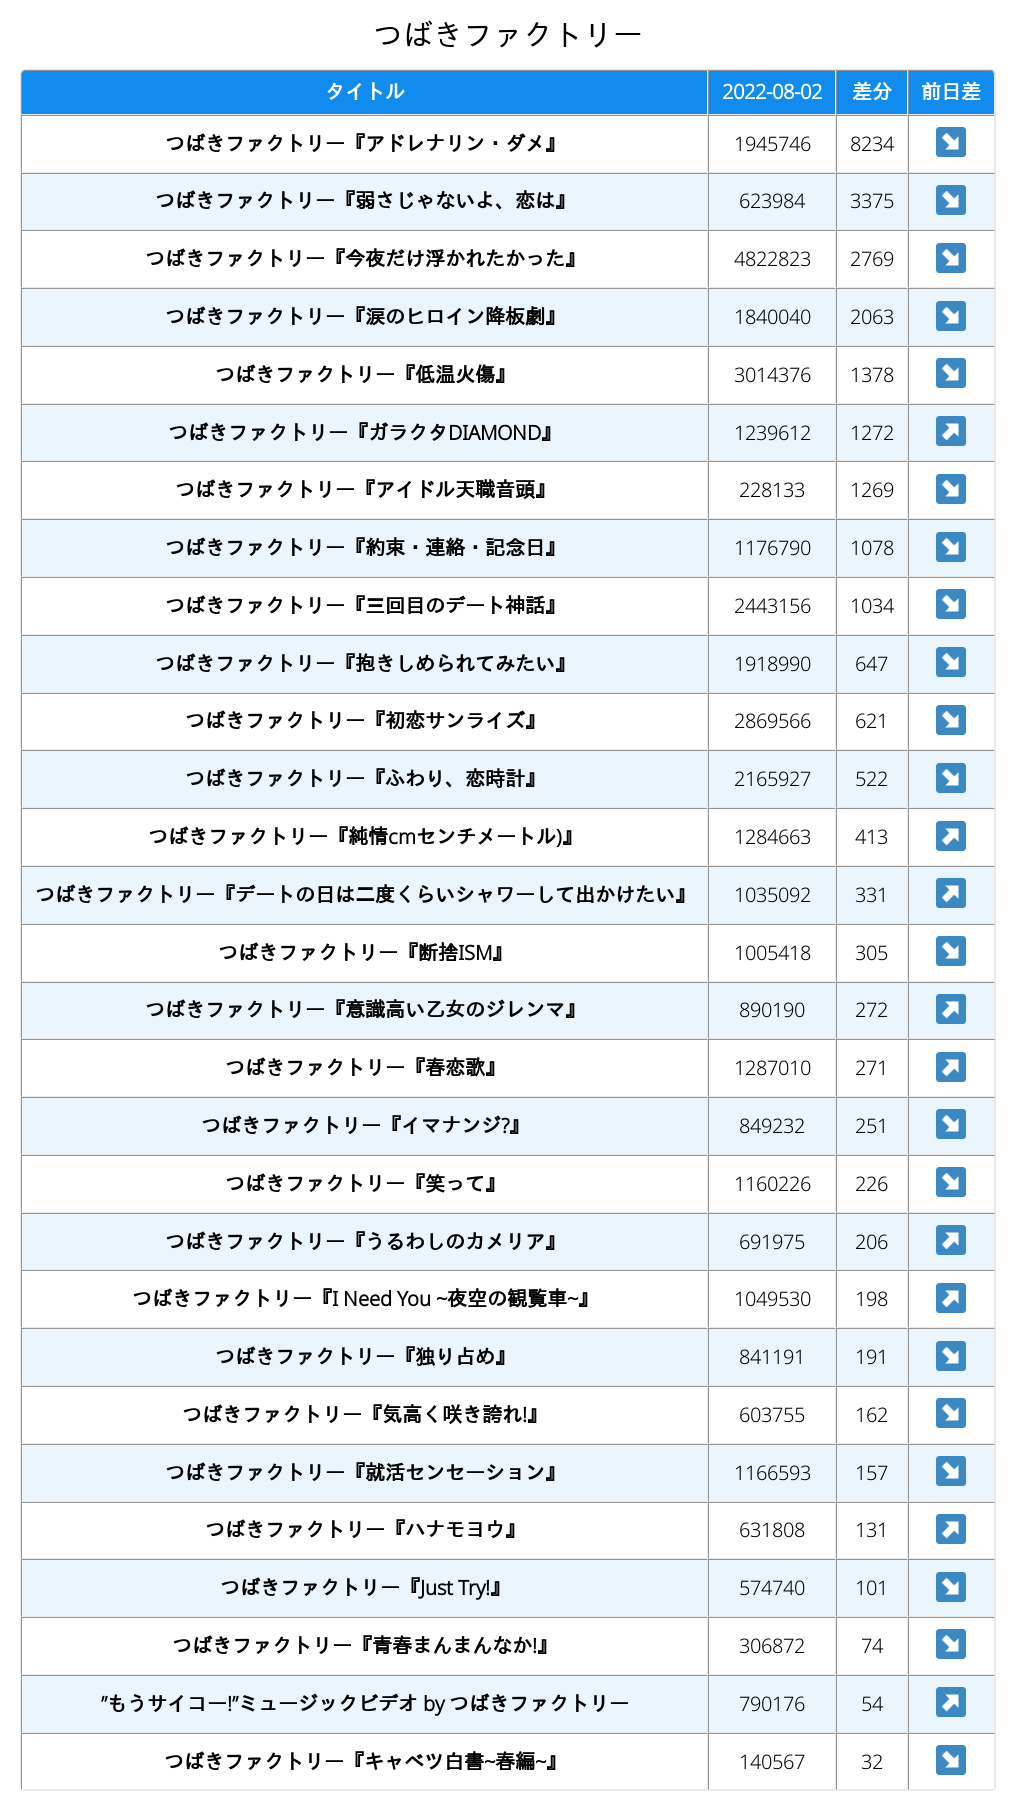 つばきファクトリー
タイトル 2022-08-02 差分 前日差
つばきファクトリー『アドレナリン・ダメ』 1945746 8234 ↘
つばきファクトリー『弱さじゃないよ、恋は』 623984 3375 ↘
つばきファクトリー『今夜だけ浮かれたかった』 4822823 2769 ↘
つばきファクトリー『涙のヒロイン降板劇』 1840040 2063 ↘
つばきファクトリー『低温火傷』 3014376 1378 ↘
つばきファクトリー『ガラクタDIAMOND』 1239612 1272 ↗
つばきファクトリー『アイドル天職音頭』 228133 1269 ↘
つばきファクトリー『約束・連絡・記念日』 1176790 1078 ↘
つばきファクトリー『三回目のデート神話』 2443156 1034 ↘
つばきファクトリー『抱きしめられてみたい』 1918990 647 ↘
つばきファクトリー『初恋サンライズ』 2869566 621 ↘
つばきファクトリー『ふわり、恋時計』 2165927 522 ↘
つばきファクトリー『純情cmセンチメートル)』 1284663 413 ↗
つばきファクトリー『デートの日は二度くらいシャワーして出かけたい』 1035092 331 ↗
つばきファクトリー『断捨ISM』 1005418 305 ↘
つばきファクトリー『意識高い乙女のジレンマ』 890190 272 ↗
つばきファクトリー『春恋歌』 1287010 271 ↗
つばきファクトリー『イマナンジ?』 849232 251 ↘
つばきファクトリー『笑って』 1160226 226 ↘
つばきファクトリー『うるわしのカメリア』 691975 206 ↗
つばきファクトリー『I Need You ~夜空の観覧車~』 1049530 198 ↗
つばきファクトリー『独り占め』 841191 191 ↘
つばきファクトリー『気高く咲き誇れ!』 603755 162 ↘
つばきファクトリー『就活センセーション』 1166593 157 ↘
つばきファクトリー『ハナモヨウ』 631808 131 ↗
つばきファクトリー『Just Try!』 574740 101 ↘
つばきファクトリー『青春まんまんなか!』 306872 74 ↘
”もうサイコー!”ミュージックビデオ by つばきファクトリー 790176 54 ↗
つばきファクトリー『キャベツ白書~春編~』 140567 32 ↘